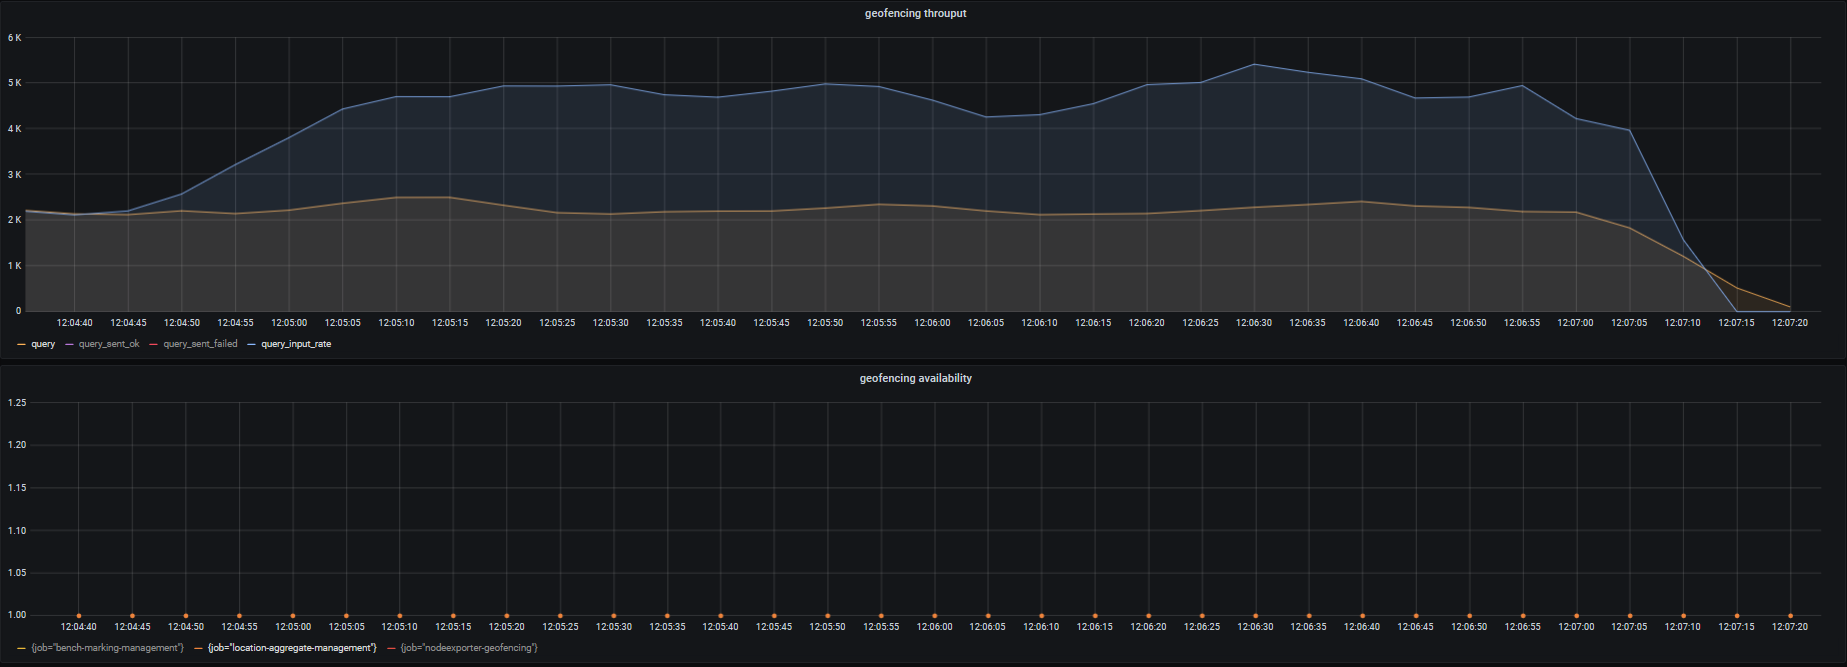 geofencing throuput
6 K
5 K
4 K
3 K
2 K
1 K
0
12:04:40 12:04:45 12:04:50 12:04:55 12:05:00 12:05:05 12:05:10 12:05:15 12:05:20 12:05:25 12:05:30 12:05:35 12:05:40 12:05:45 12:05:50 12:05:55 12:06:00 12:06:05 12:06:10 12:06:15 12:06:20 12:06:25 12:06:30 12:06:35 12:06:40 12:06:45 12:06:50 12:06:55 12:07:00 12:07:05 12:07:10 12:07:15 12:07:20
query query_sent_ok query_sent_failed query_input_rate
geofencing availability
1.25
1.20
1.15
1.10
1.05
1.00
12:04:40 12:04:45 12:04:50 12:04:55 12:05:00 12:05:05 12:05:10 12:05:15 12:05:20 12:05:25 12:05:30 12:05:35 12:05:40 12:05:45 12:05:50 12:05:55 12:06:00 12:06:05 12:06:10 12:06:15 12:06:20 12:06:25 12:06:30 12:06:35 12:06:40 12:06:45 12:06:50 12:06:55 12:07:00 12:07:05 12:07:10 12:07:15 12:07:20
{job="bench-marking-management"} {job="location-aggregate-management"} {job="nodeexporter-geofencing"}